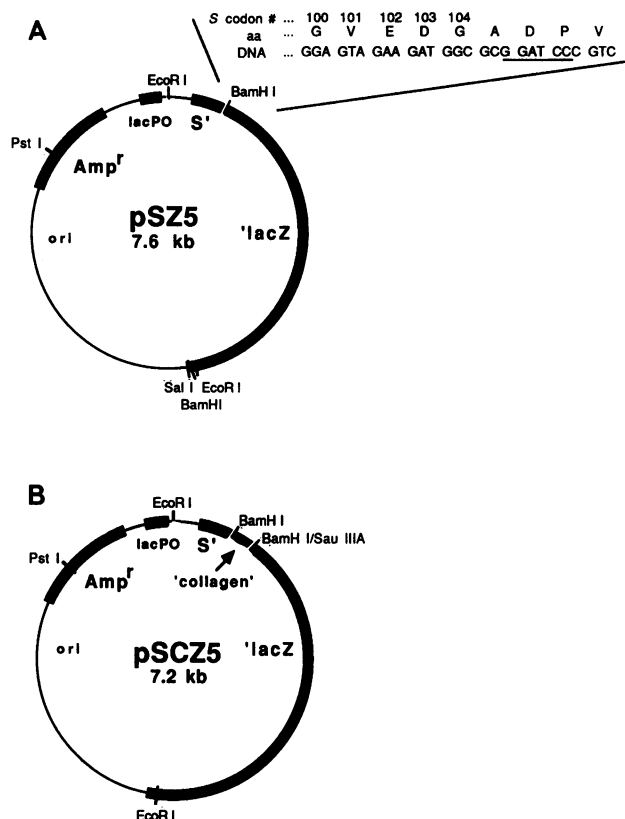 A
S codon # ... 100 101 102 103 104
aa ... G V E D G A D P V
DNA ... GGA GTA GAA GAT GGC GCG GAT CCC GTC
EcoR I
BamH I
lacPO
S'
Pst I
Amp r
pSZ5
7.6 kb
'lacZ
ori
Sal I EcoR I
BamHI
B
EcoR I
BamH I
BamH I/Sau IIIA
lacPO
S'
Pst I
Amp r
'collagen'
ori
pSCZ5
7.2 kb
'lacZ
EcoR I